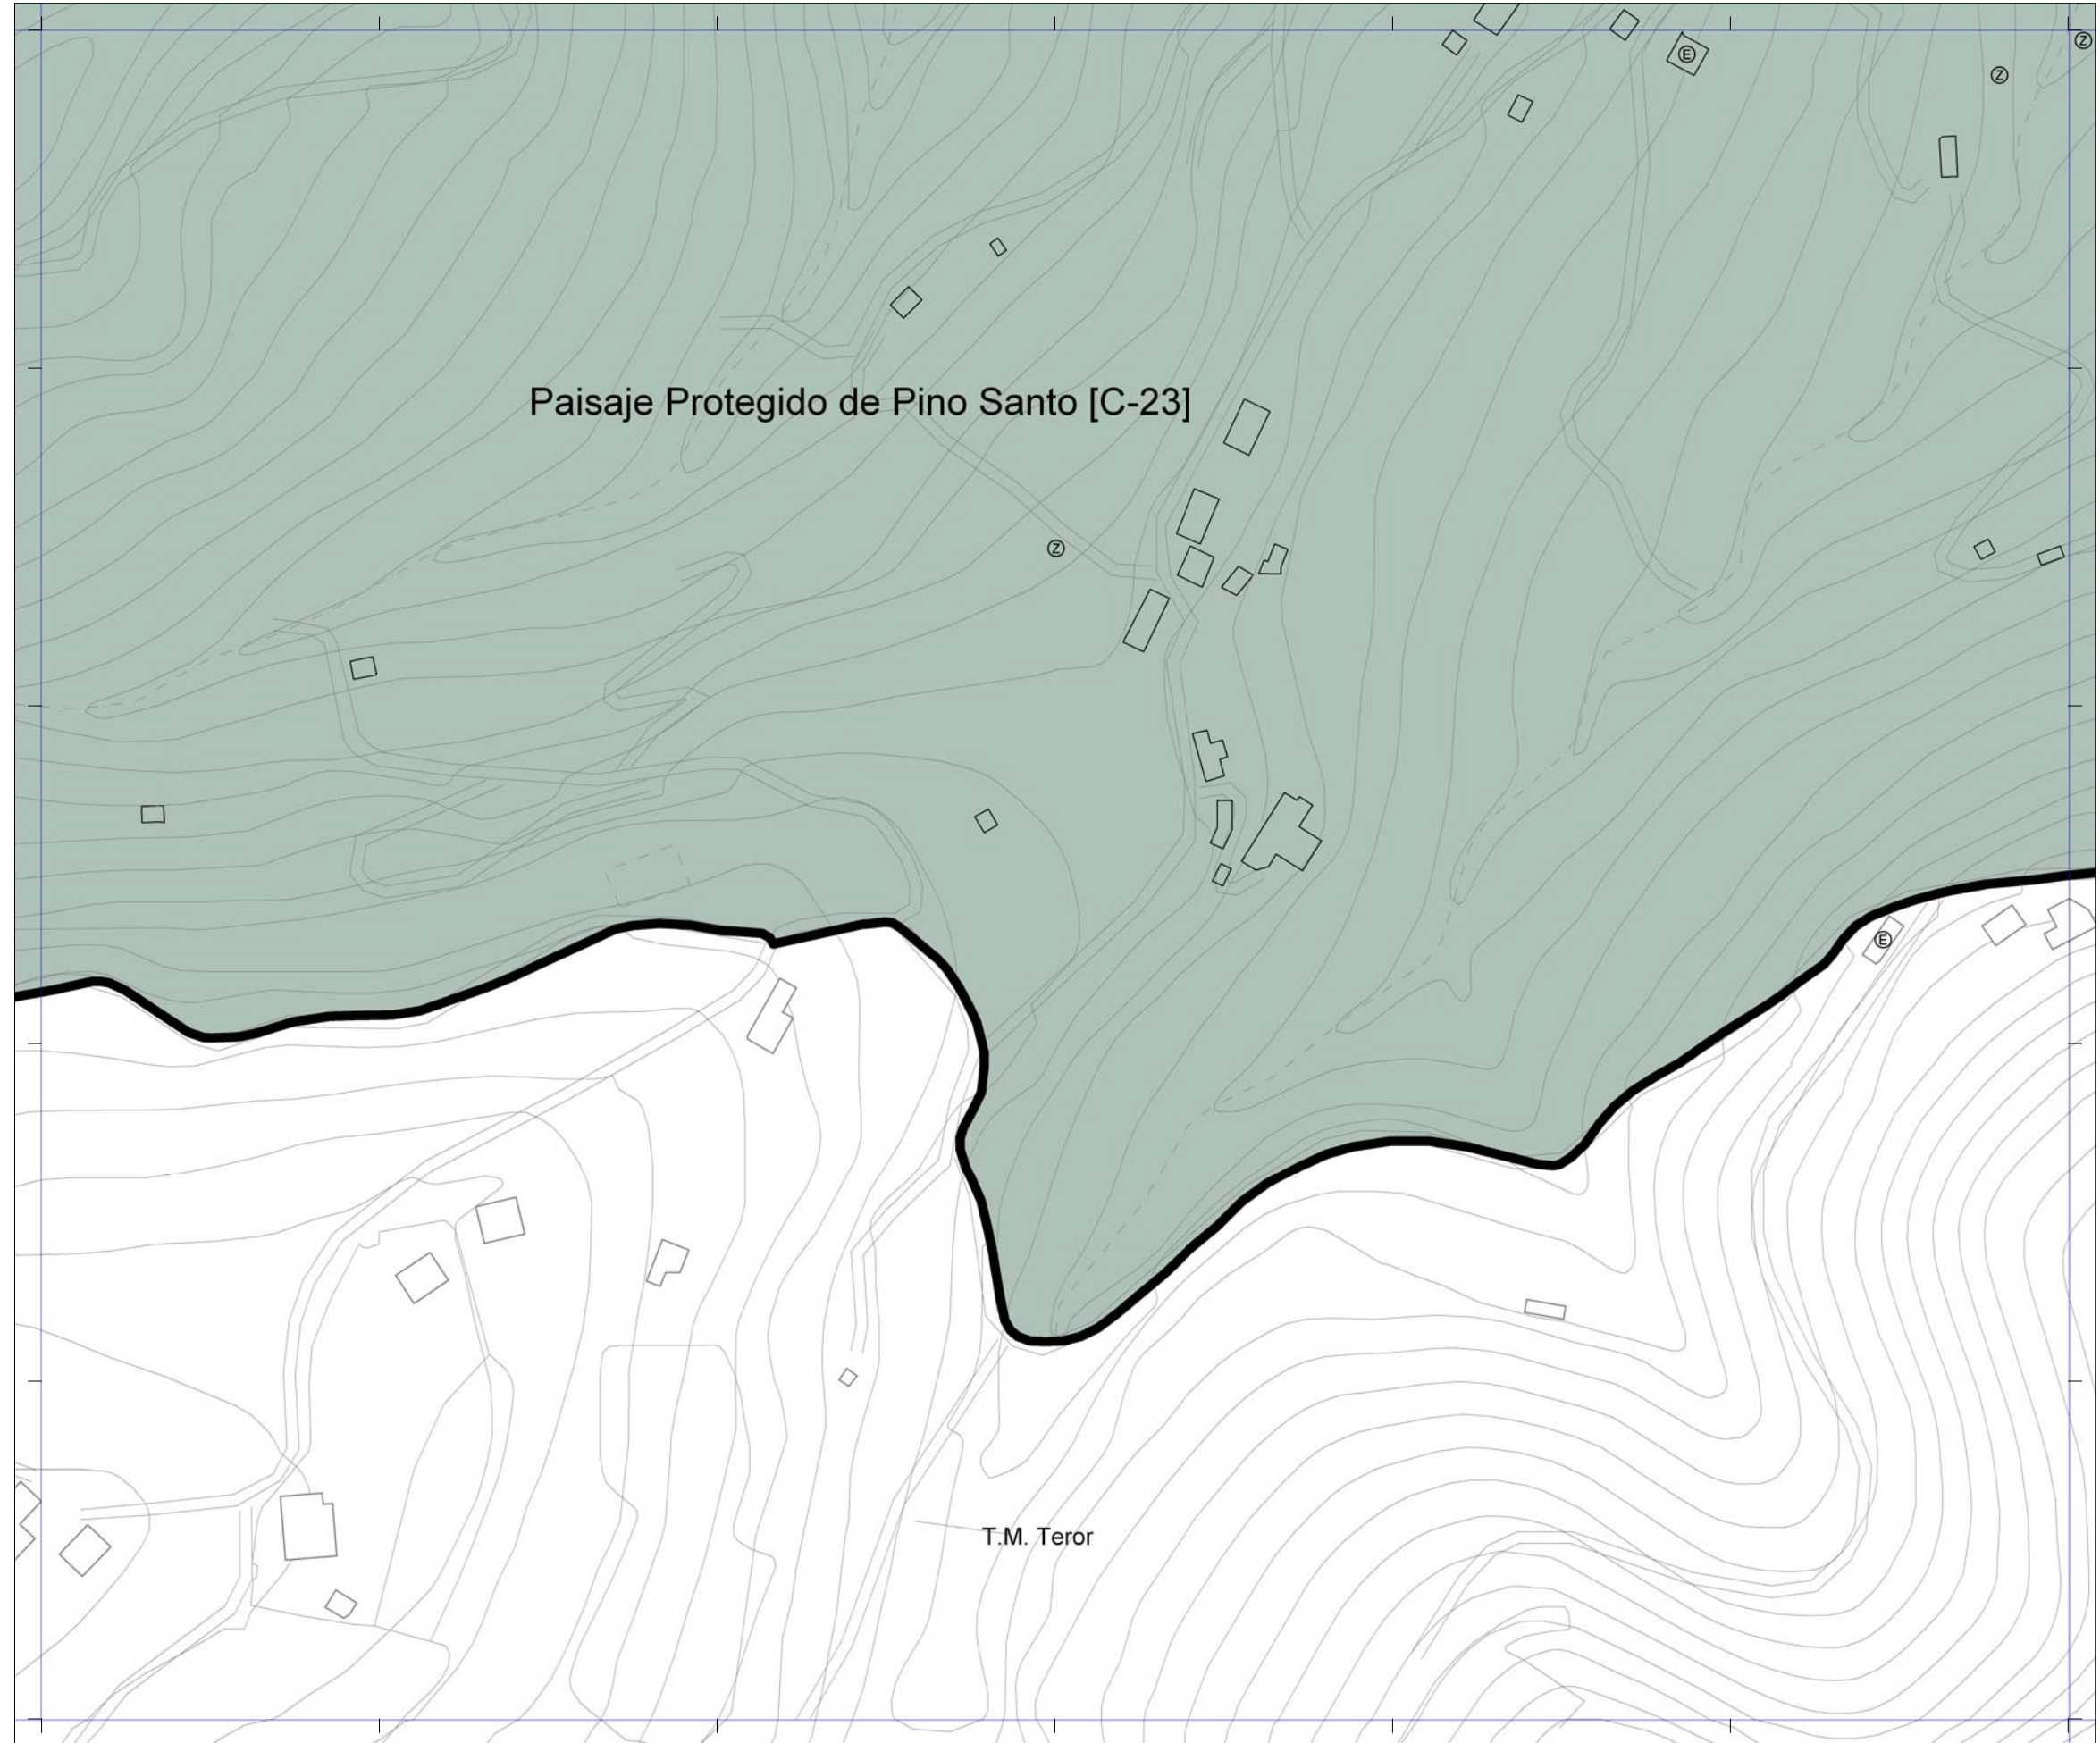 Ⓔ
Ⓩ
Ⓩ
Paisaje Protegido de Pino Santo [C-23]
Ⓩ
Ⓔ
T.M. Teror